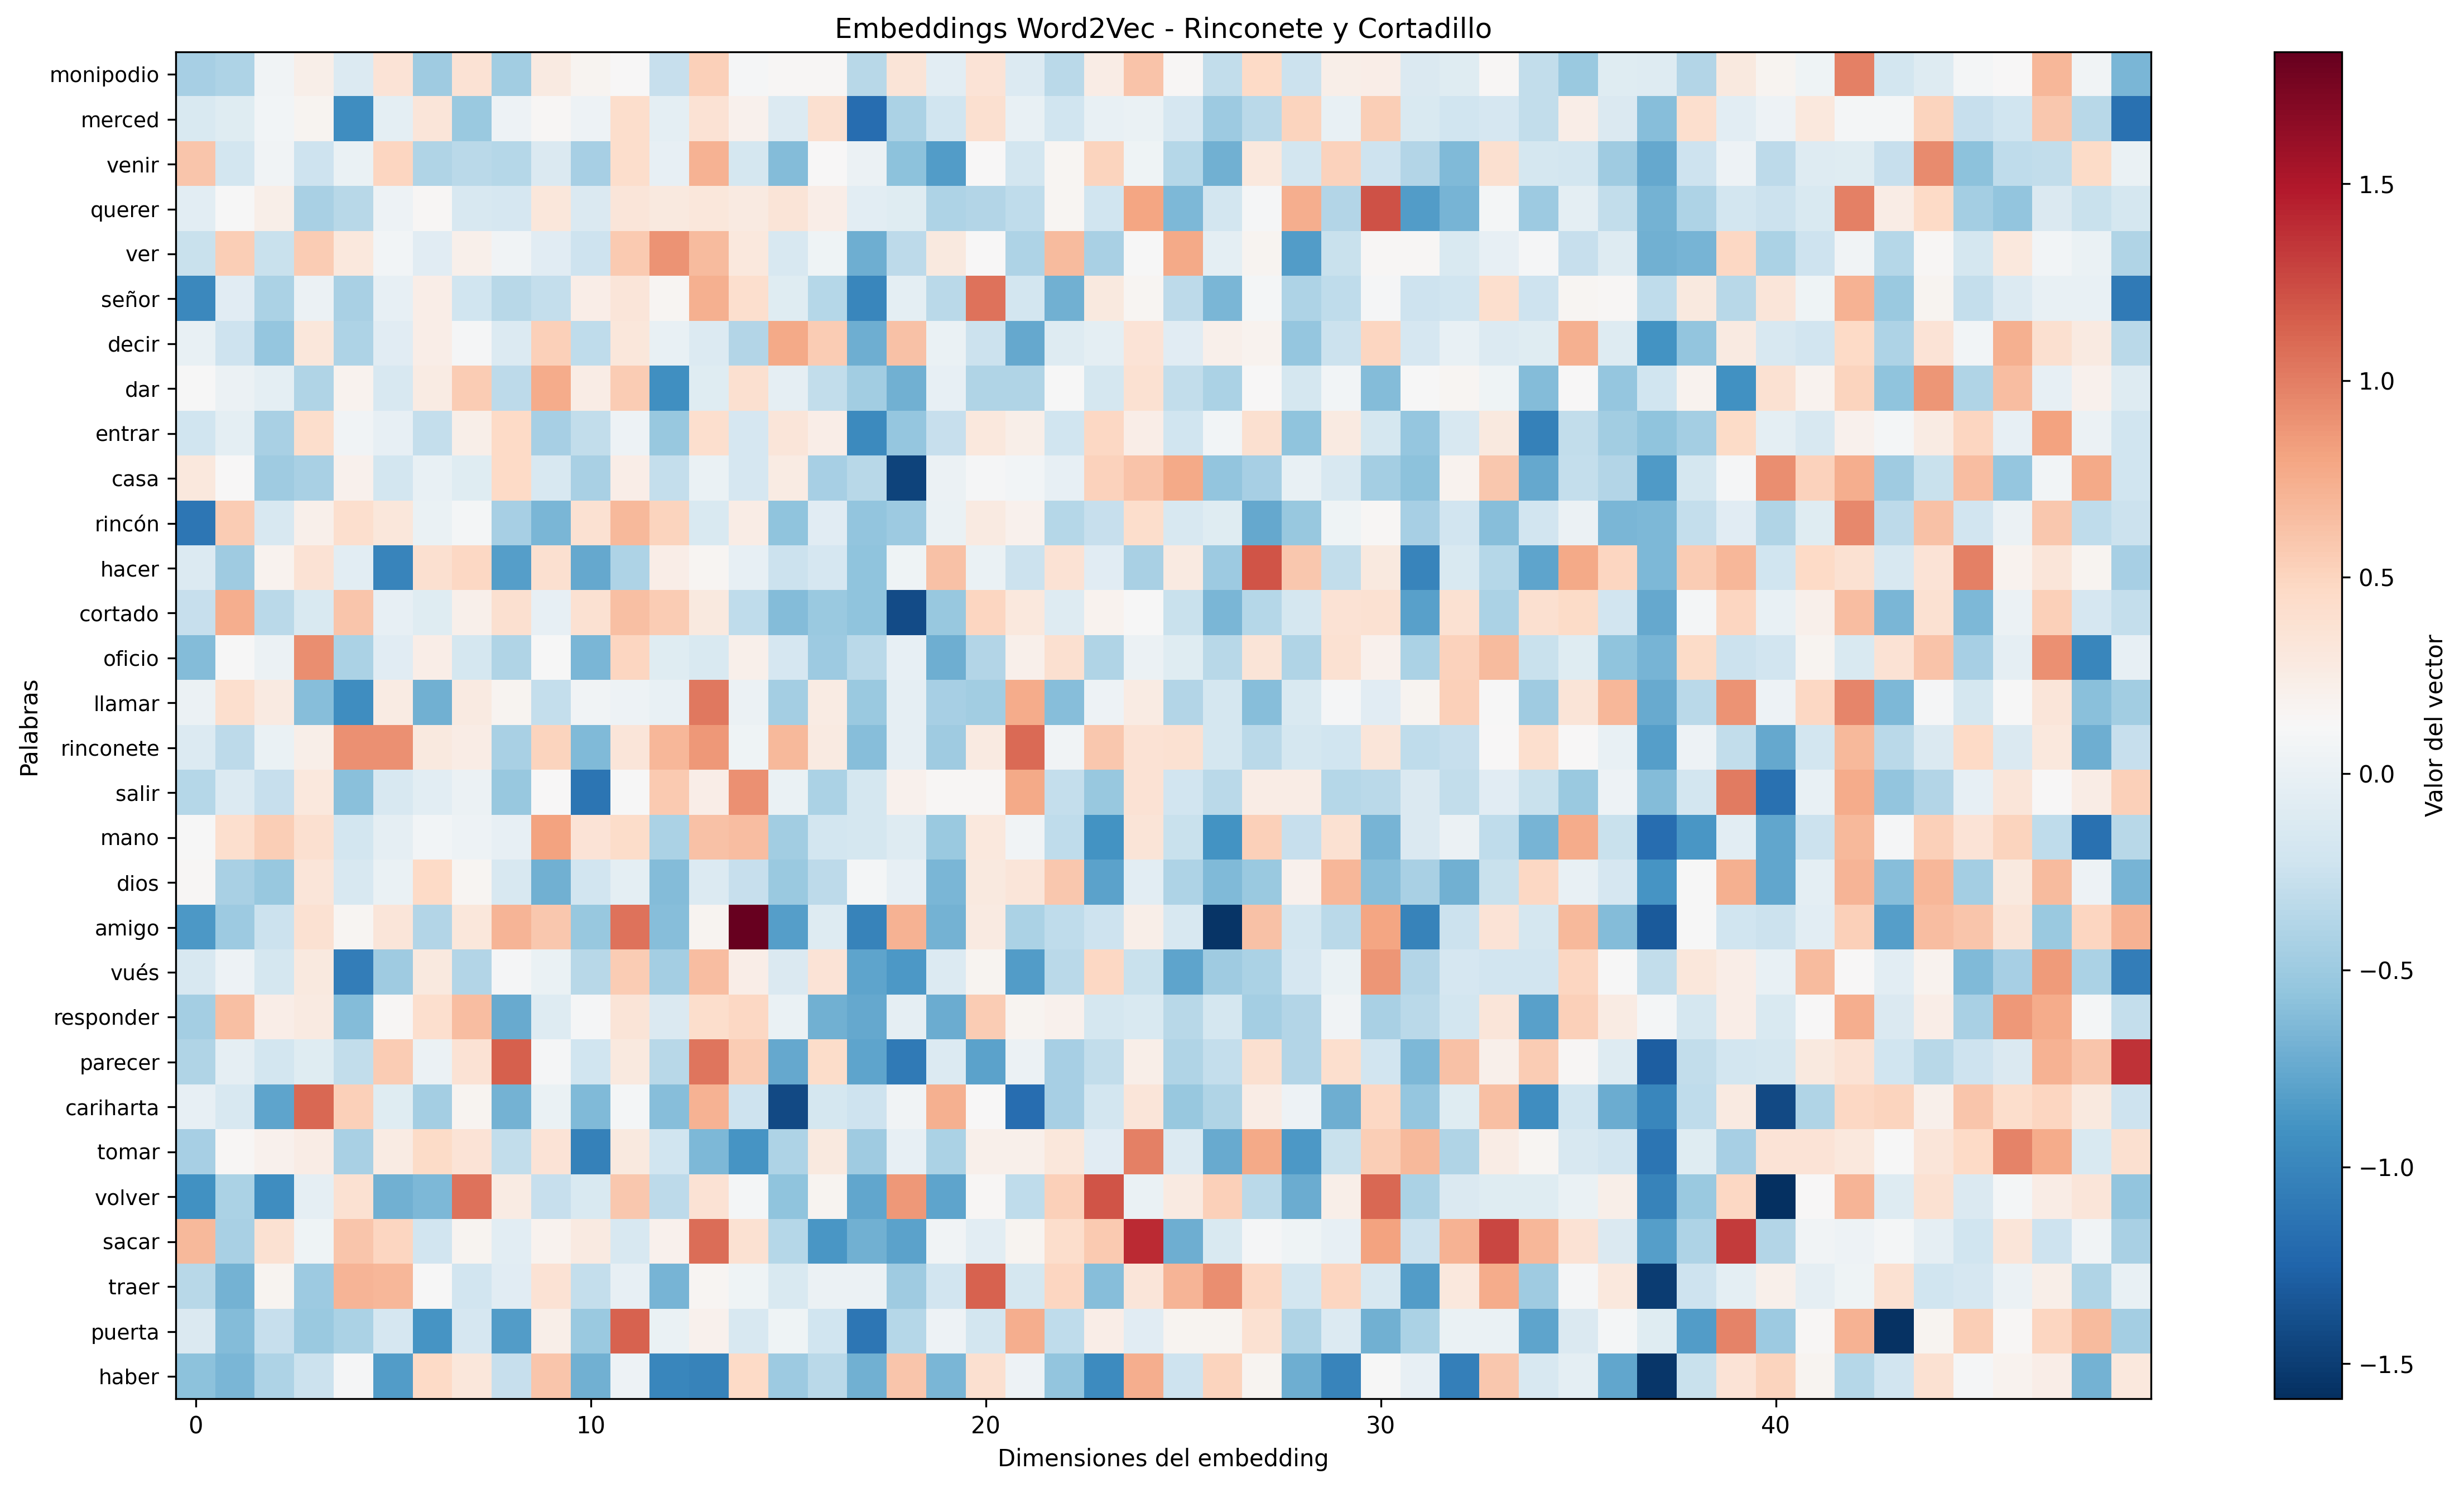 Embeddings Word2Vec - Rinconete y Cortadillo
Palabras
monipodio
merced
venir
querer
ver
señor
decir
dar
entrar
casa
rincón
hacer
cortado
oficio
llamar
rinconete
salir
mano
dios
amigo
vués
responder
parecer
cariharta
tomar
volver
sacar
traer
puerta
haber
0 10 20 30 40
Dimensiones del embedding
1.5
1.0
0.5
0.0
−0.5
−1.0
−1.5
Valor del vector